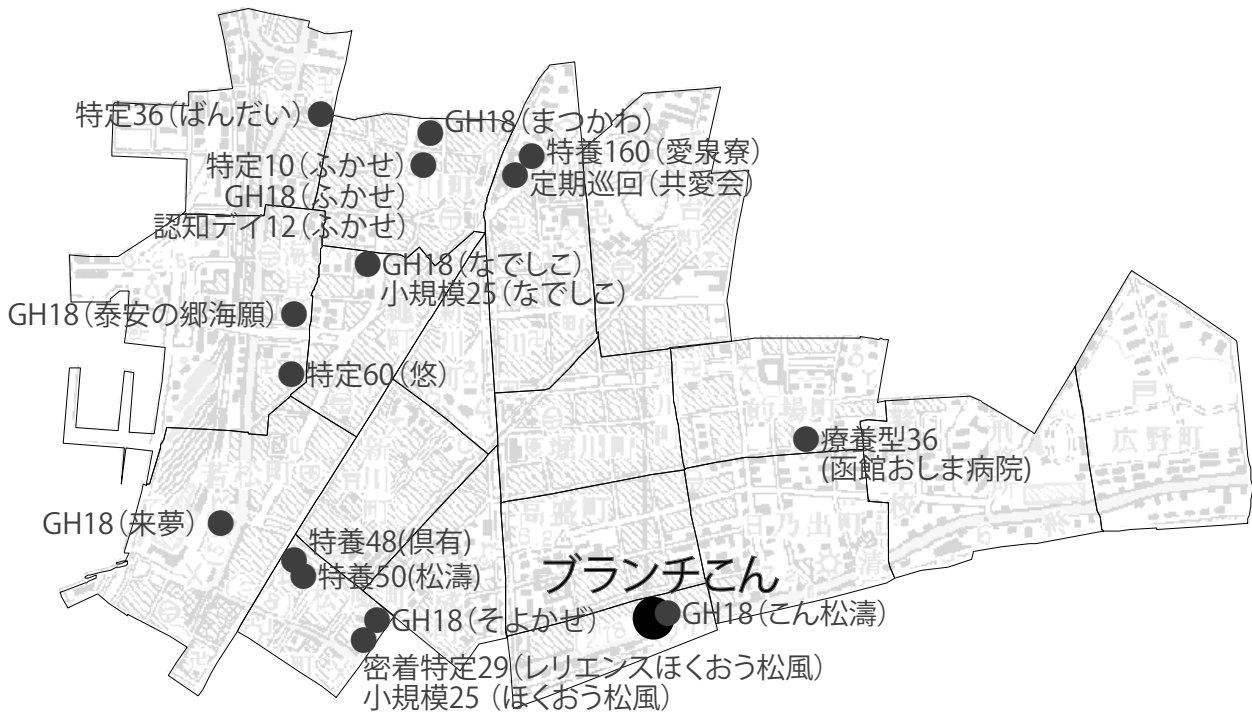 特定36(ばんだい)
GH18(まつかわ)
特養160(愛泉寮)
特定10(ふかせ)
定期巡回(共愛会)
GH18(ふかせ)
認知デイ12(ふかせ)
GH18(なでしこ)
小規模25(なでしこ)
GH18(泰安の郷海願)
特定60(悠)
療養型36
(函館おしま病院)
広野町
GH18(来夢)
特養48(倶有)
特養50(松濤)
ブランチこん
GH18(そよかぜ)
GH18(こん松濤)
密着特定29(レリエンスほくおう松風)
小規模25(ほくおう松風)